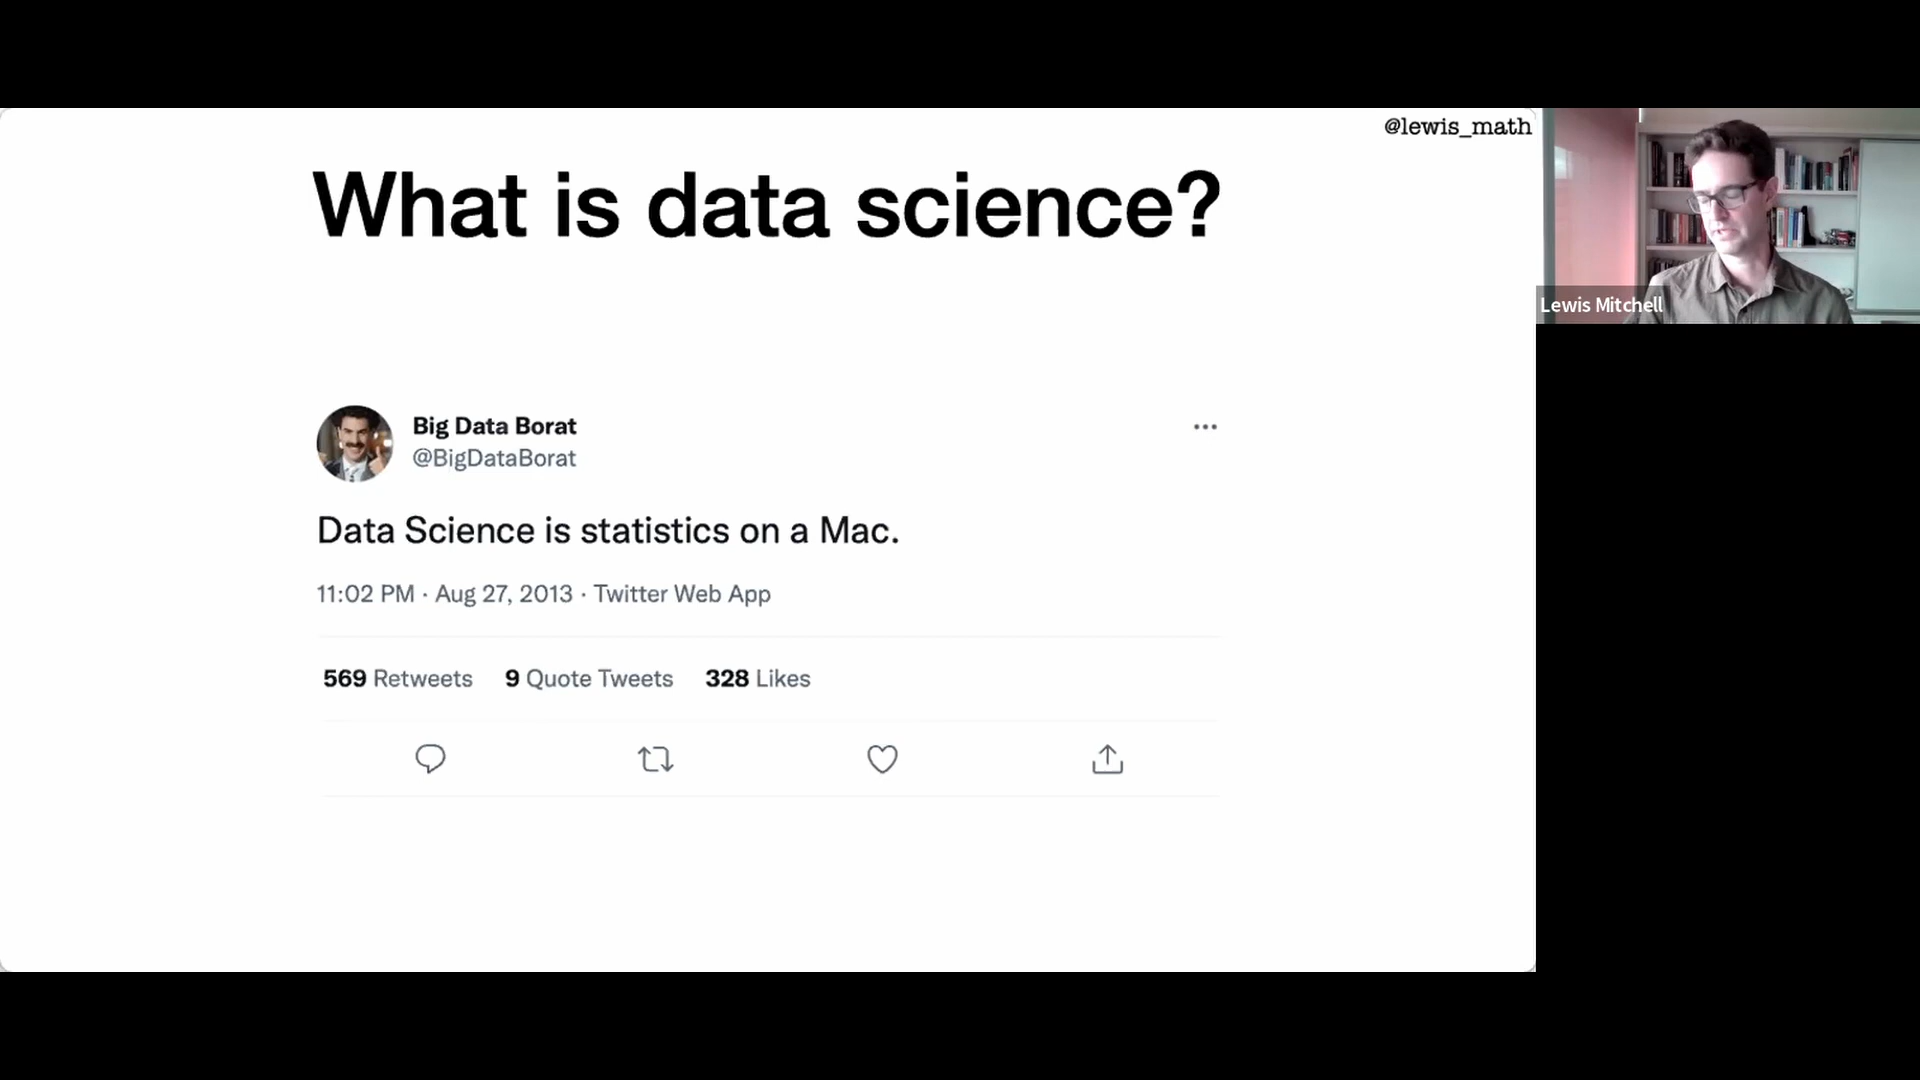 @lewis_math
What is data science?
Big Data Borat
@BigDataBorat
Data Science is statistics on a Mac.
11:02 PM · Aug 27, 2013 · Twitter Web App
569 Retweets 9 Quote Tweets 328 Likes
Lewis Mitchell